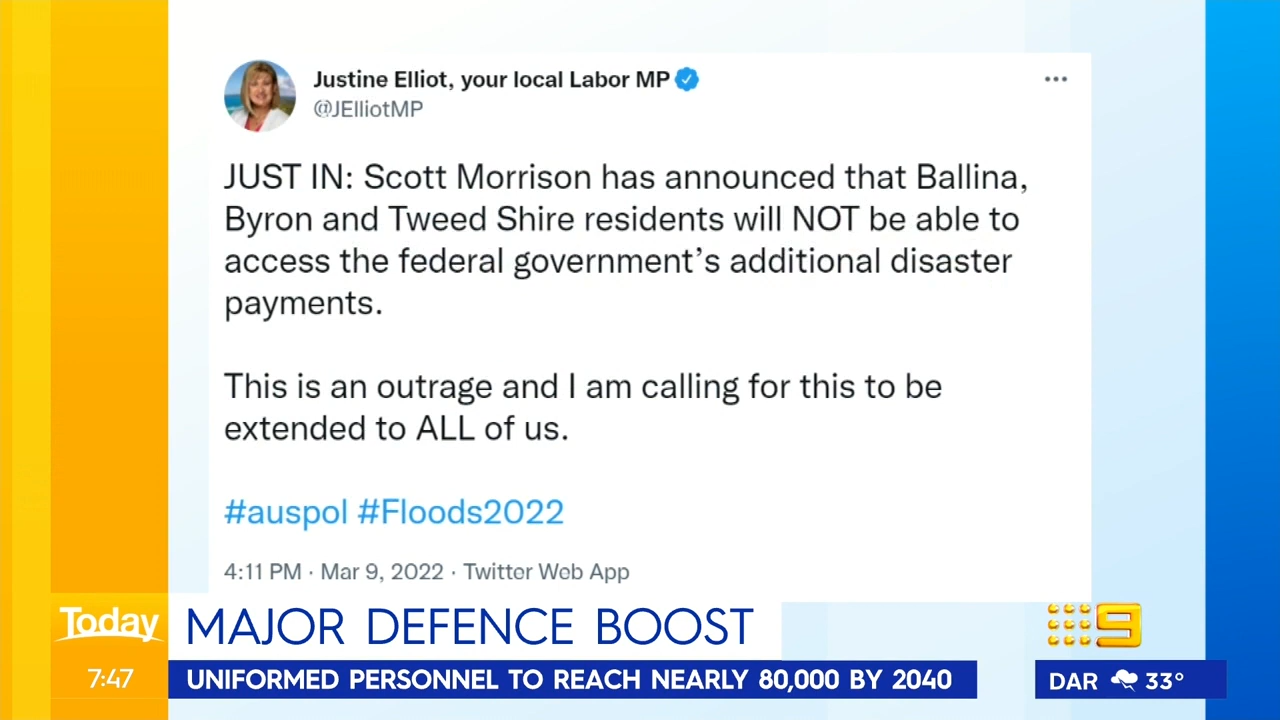 Justine Elliot, your local Labor MP
@JElliotMP
JUST IN: Scott Morrison has announced that Ballina,
Byron and Tweed Shire residents will NOT be able to
access the federal government's additional disaster
payments.
This is an outrage and I am calling for this to be
extended to ALL of us.
#auspol #Floods2022
4:11 PM · Mar 9, 2022 · Twitter Web App
Today
MAJOR DEFENCE BOOST
9
7:47
UNIFORMED PERSONNEL TO REACH NEARLY 80,000 BY 2040
DAR 33°